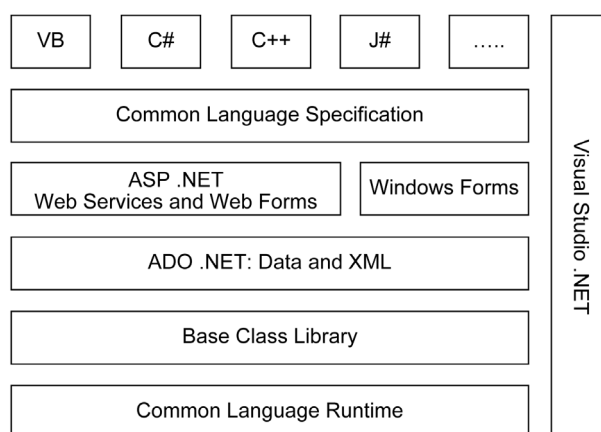 VB
C#
C++
J#
.....
Common Language Specification
ASP .NET
Web Services and Web Forms
Windows Forms
ADO .NET: Data and XML
Base Class Library
Common Language Runtime
Visual Studio .NET